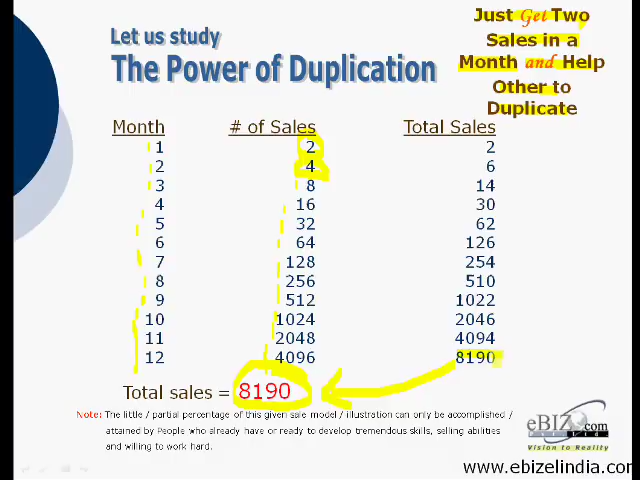 Let us study
The Power of Duplication
Just Get Two
Sales in a
Month and Help
Other to
Duplicate
Month # of Sales Total Sales
1 2 2
2 4 6
3 8 14
4 16 30
5 32 62
6 64 126
7 128 254
8 256 510
9 512 1022
10 1024 2046
11 2048 4094
12 4096 8190
Total sales = 8190
Note: The little / partial percentage of this given sale model / illustration can only be accomplished /
attained by People who already have or ready to develop tremendous skills, selling abilities
and willing to work hard.
eBIZ.com
Vision to Reality
www.ebizelindia.com